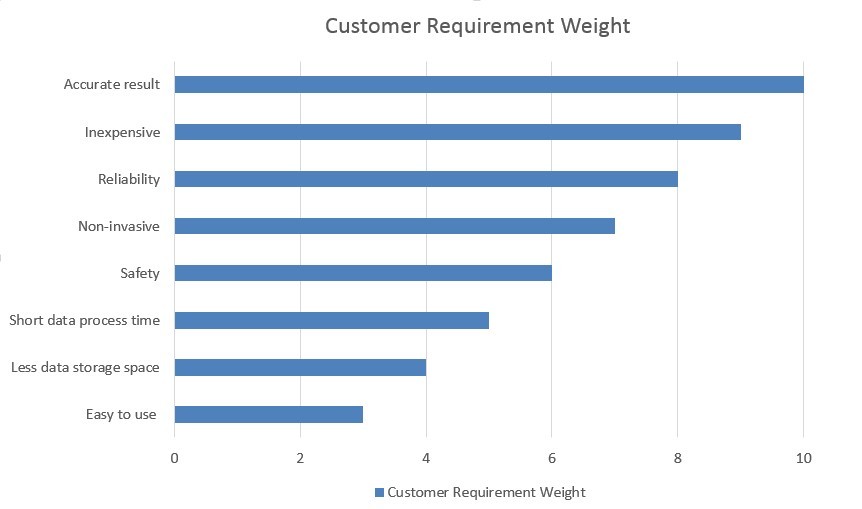 Customer Requirement Weight
Accurate result
Inexpensive
Reliability
Non-invasive
Safety
Short data process time
Less data storage space
Easy to use
0 2 4 6 8 10
Customer Requirement Weight